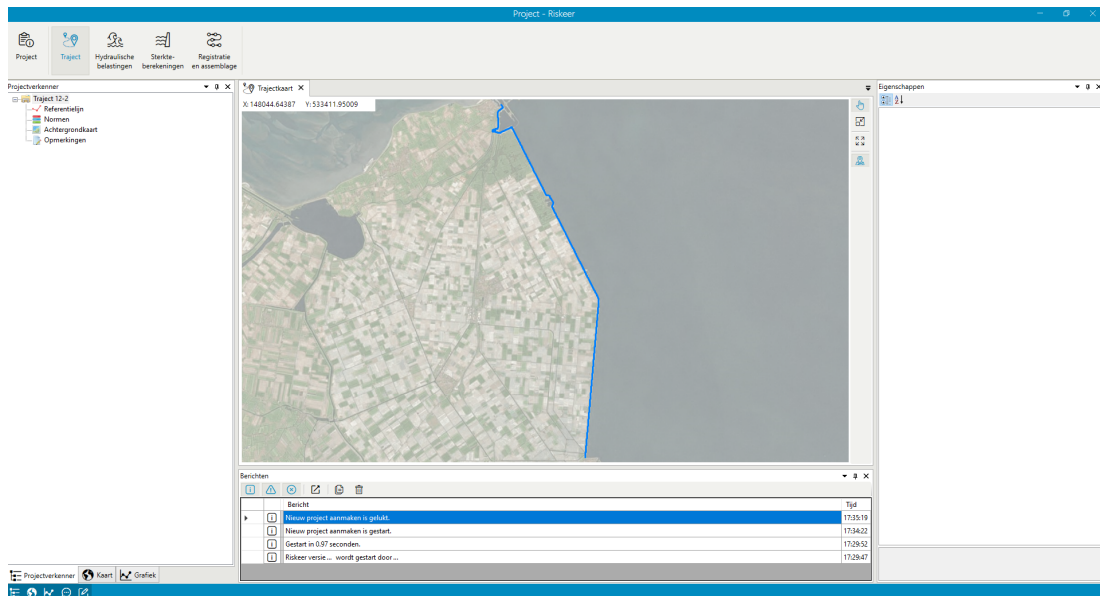 Project - Riskeer
Project
Traject
Hydraulische
belastingen
Sterkte-
berekeningen
Registratie
en assemblage
Projectverkenner
Traject 12-2
Referentielijn
Normen
Achtergrondkaart
Opmerkingen
Trajectkaart
X: 148044.64387 Y: 533411.95009
Eigenschappen
Berichten
Bericht Tijd
Nieuw project aanmaken is gelukt. 17:35:19
Nieuw project aanmaken is gestart. 17:34:22
Gestart in 0.97 seconden. 17:29:52
Riskeer versie ... wordt gestart door ... 17:29:47
Projectverkenner Kaart Grafiek